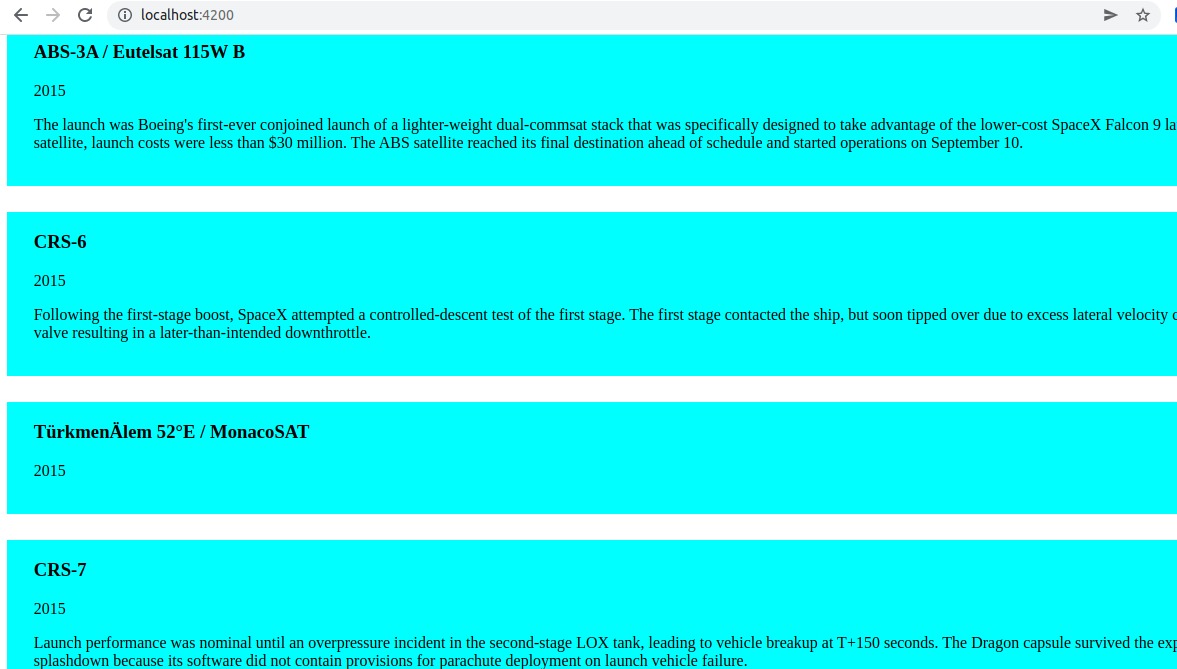 localhost:4200
ABS-3A / Eutelsat 115W B
2015
The launch was Boeing's first-ever conjoined launch of a lighter-weight dual-commsat stack that was specifically designed to take advantage of the lower-cost SpaceX Falcon 9
satellite, launch costs were less than $30 million. The ABS satellite reached its final destination ahead of schedule and started operations on September 10.
CRS-6
2015
Following the first-stage boost, SpaceX attempted a controlled-descent test of the first stage. The first stage contacted the ship, but soon tipped over due to excess lateral velocity
valve resulting in a later-than-intended downthrottle.
TürkmenÄlem 52°E / MonacoSAT
2015
CRS-7
2015
Launch performance was nominal until an overpressure incident in the second-stage LOX tank, leading to vehicle breakup at T+150 seconds. The Dragon capsule survived the
splashdown because its software did not contain provisions for parachute deployment on launch vehicle failure.